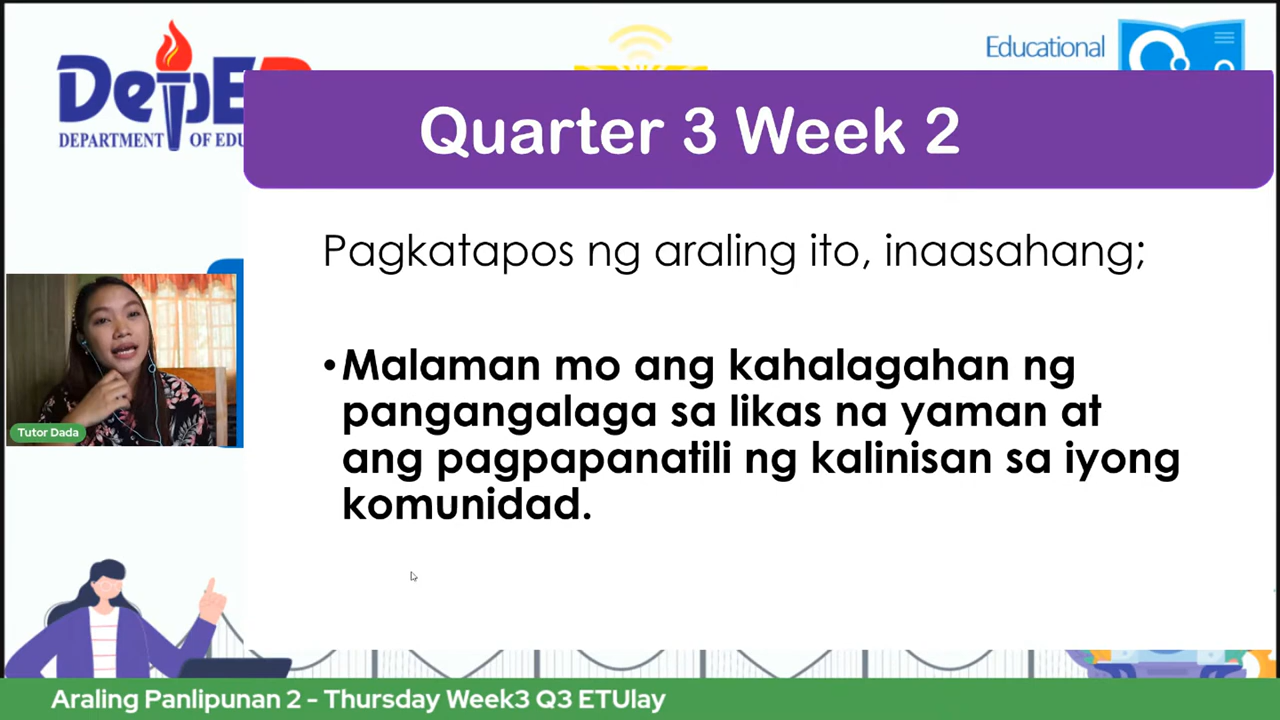 DepED
DEPARTMENT OF EDU
Educational
Quarter 3 Week 2
Pagkatapos ng araling ito, inaasahang;
•Malaman mo ang kahalagahan ng
pangangalaga sa likas na yaman at
ang pagpapanatili ng kalinisan sa iyong
komunidad.
Tutor Dada
Araling Panlipunan 2 - Thursday Week3 Q3 ETUlay